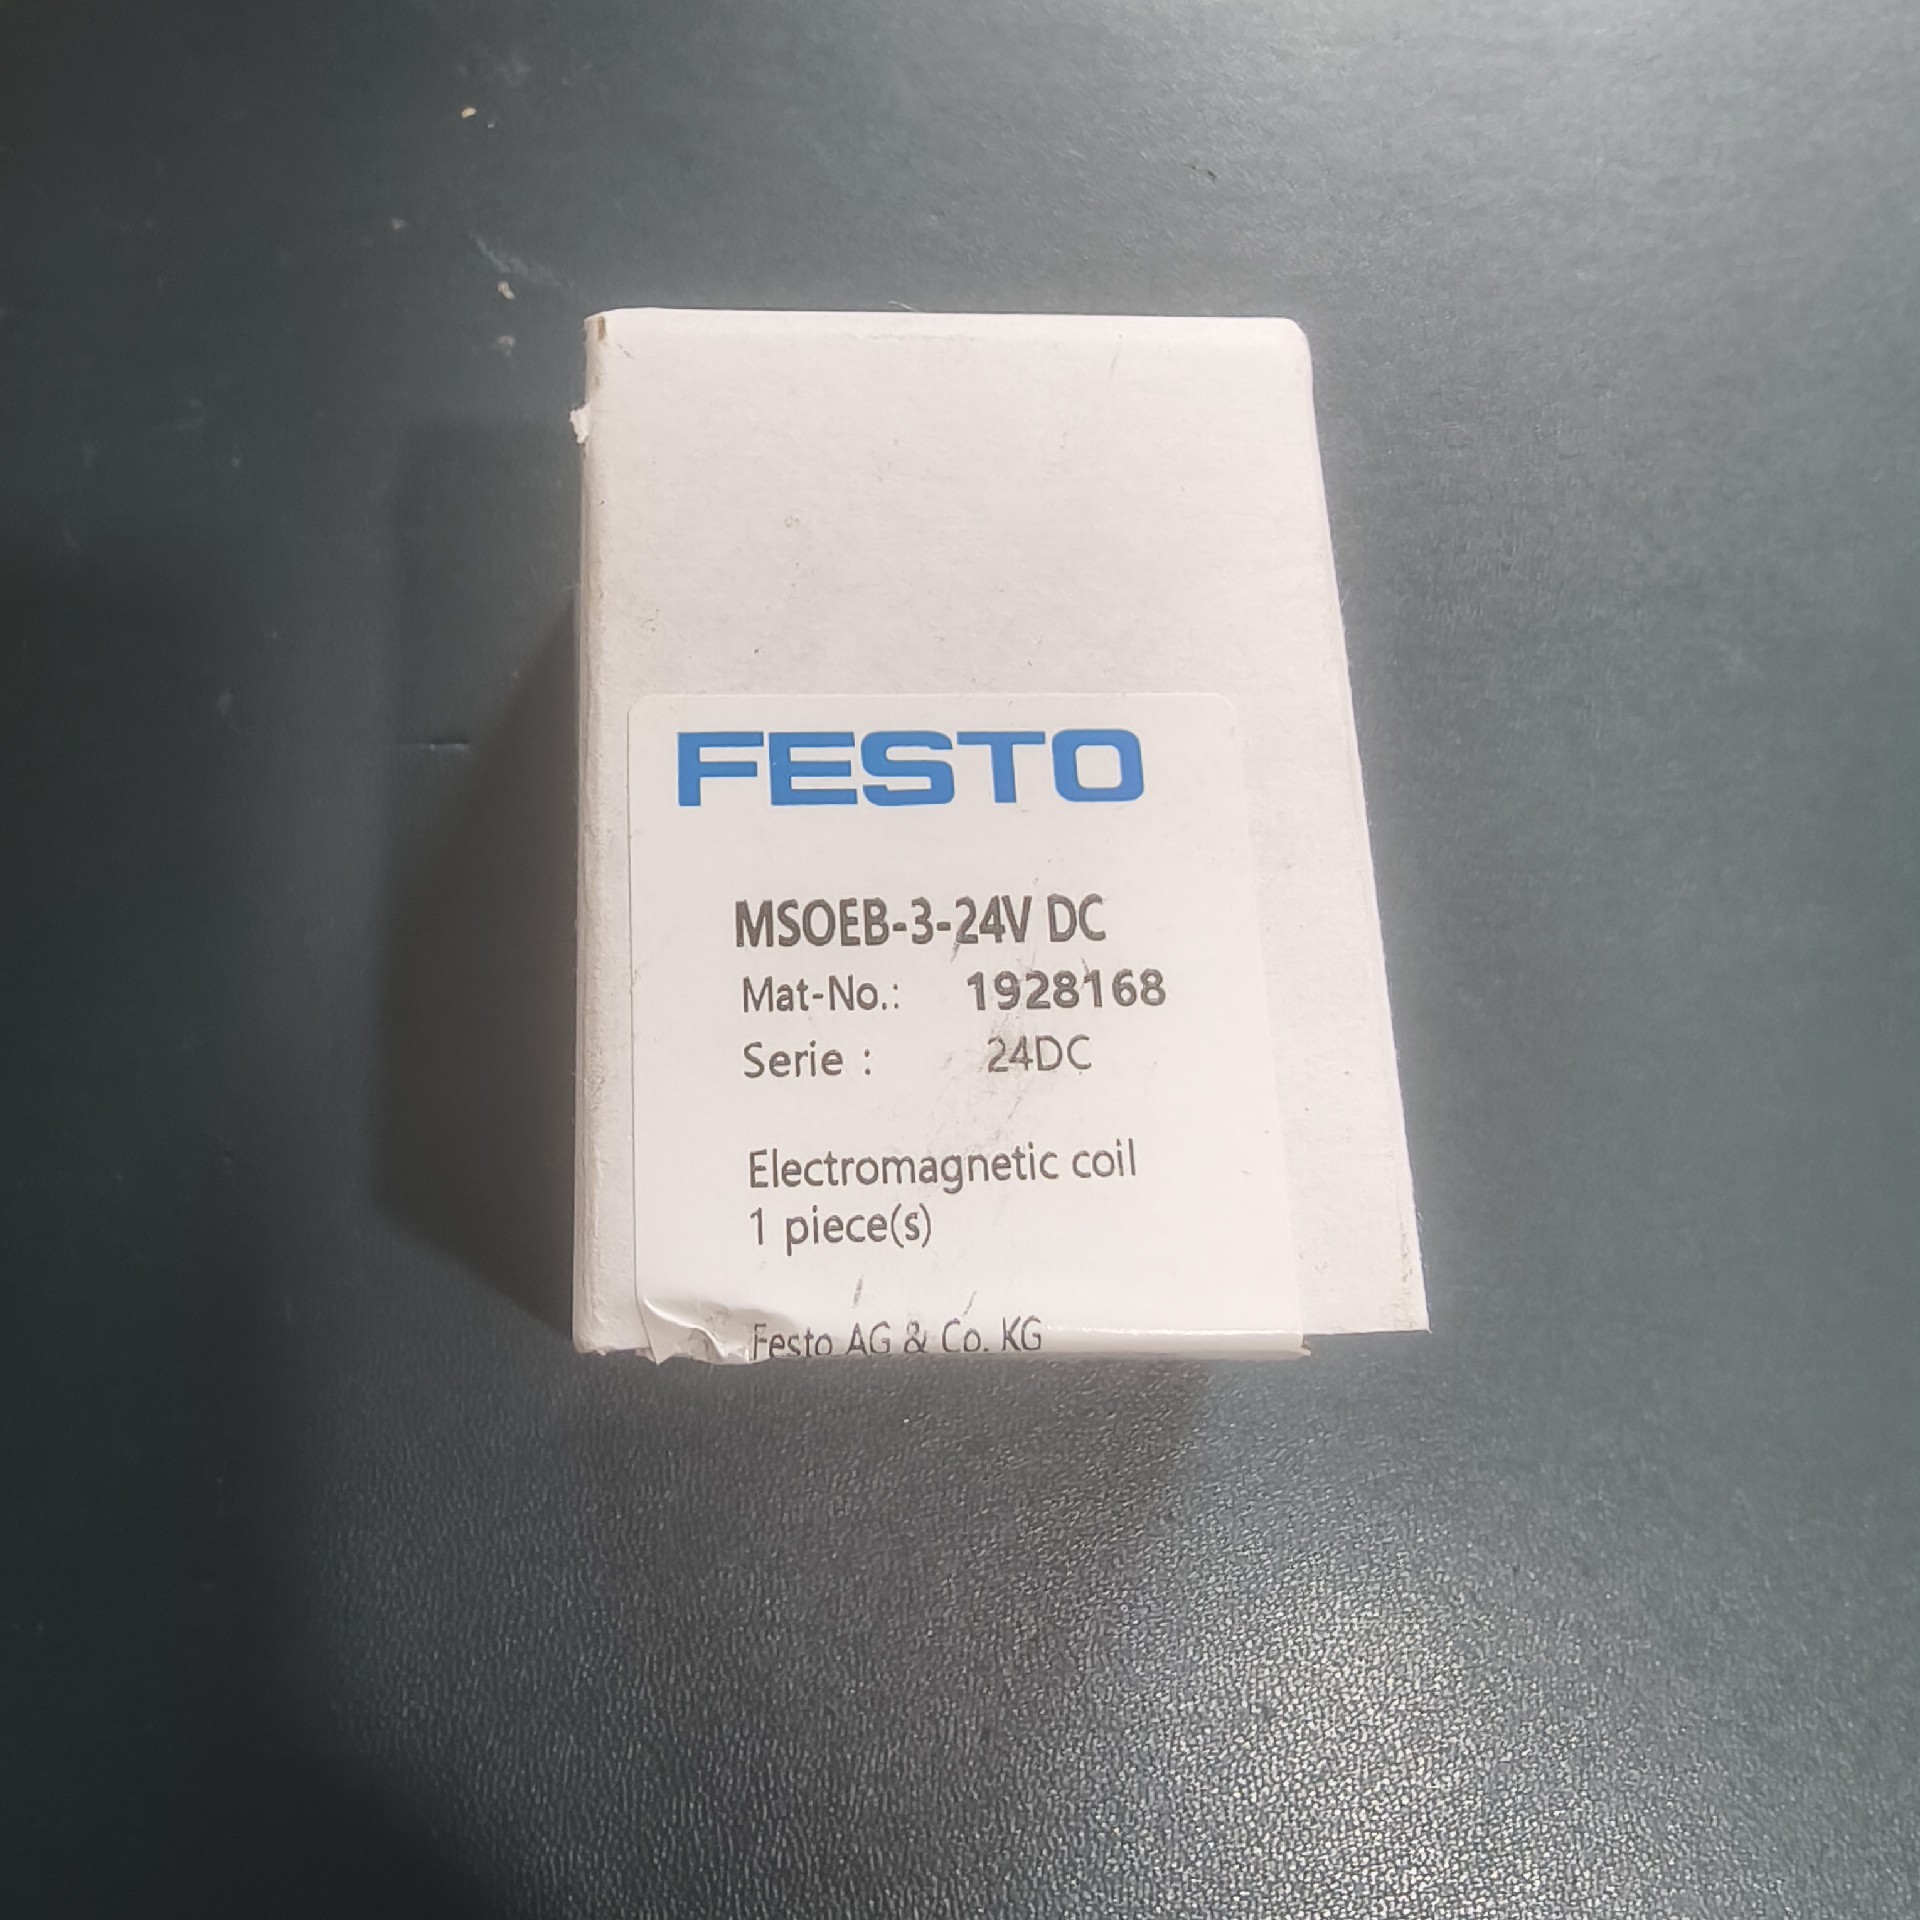 FESTO
MSOEB-3-24V DC
Mat-No.: 1928168
Serie : 24DC
Electromagnetic coil
1 piece(s)
Festo AG & Co. KG